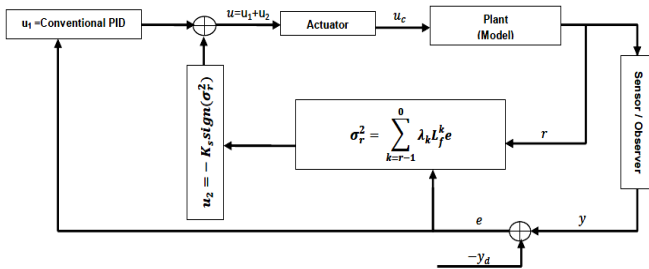 u₁ =Conventional PID
u=u₁+u₂
Actuator
u_c
Plant
(Model)
Sensor / Observer
u₂ = − K_s sign(σ_r²)
σ_r² = ∑_{k=r−1}^{0} λ_k L_f^k e
r
e
y
−y_d